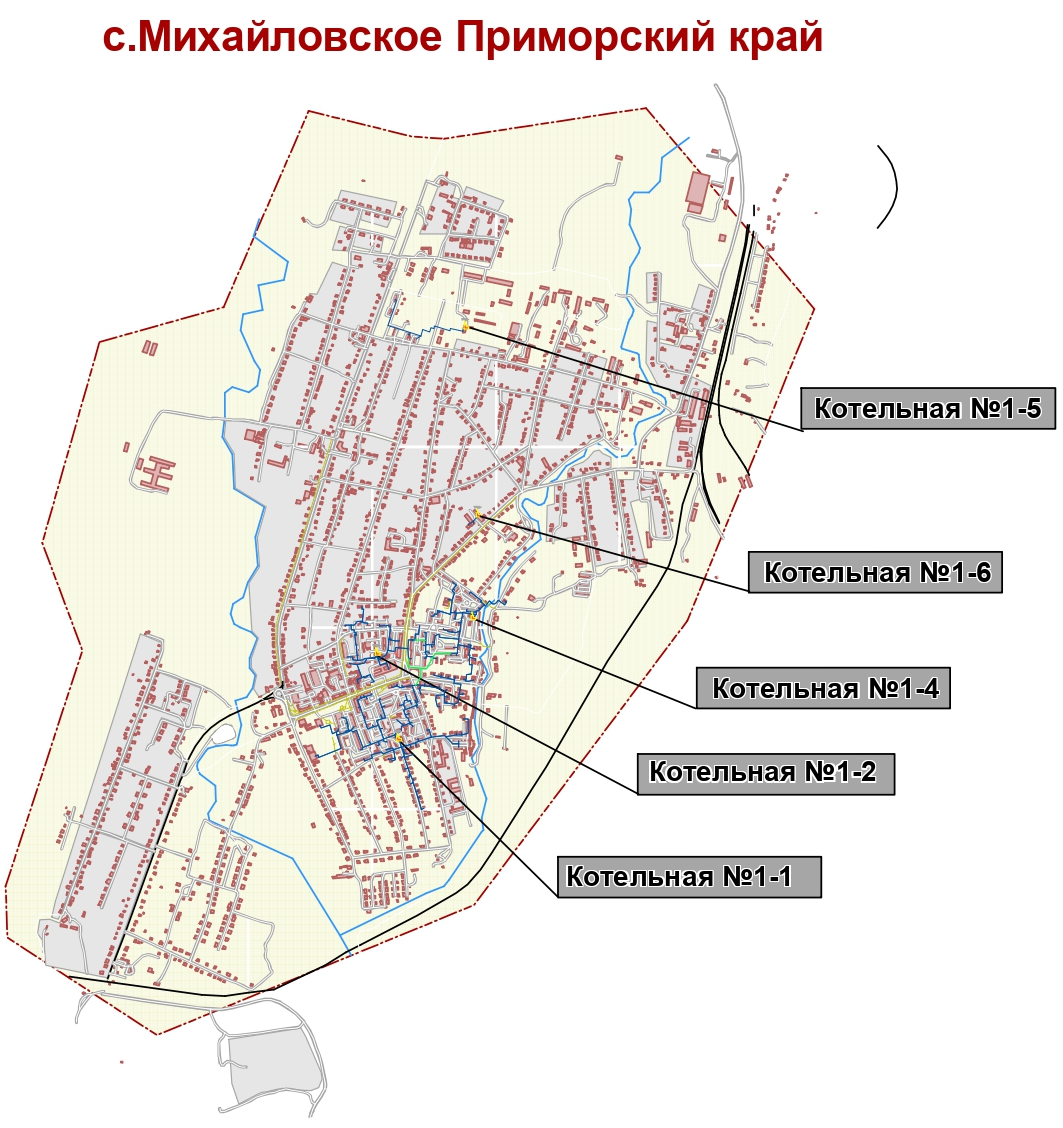 с.Михайловское Приморский край
Котельная №1-5
Котельная №1-6
Котельная №1-4
Котельная №1-2
Котельная №1-1